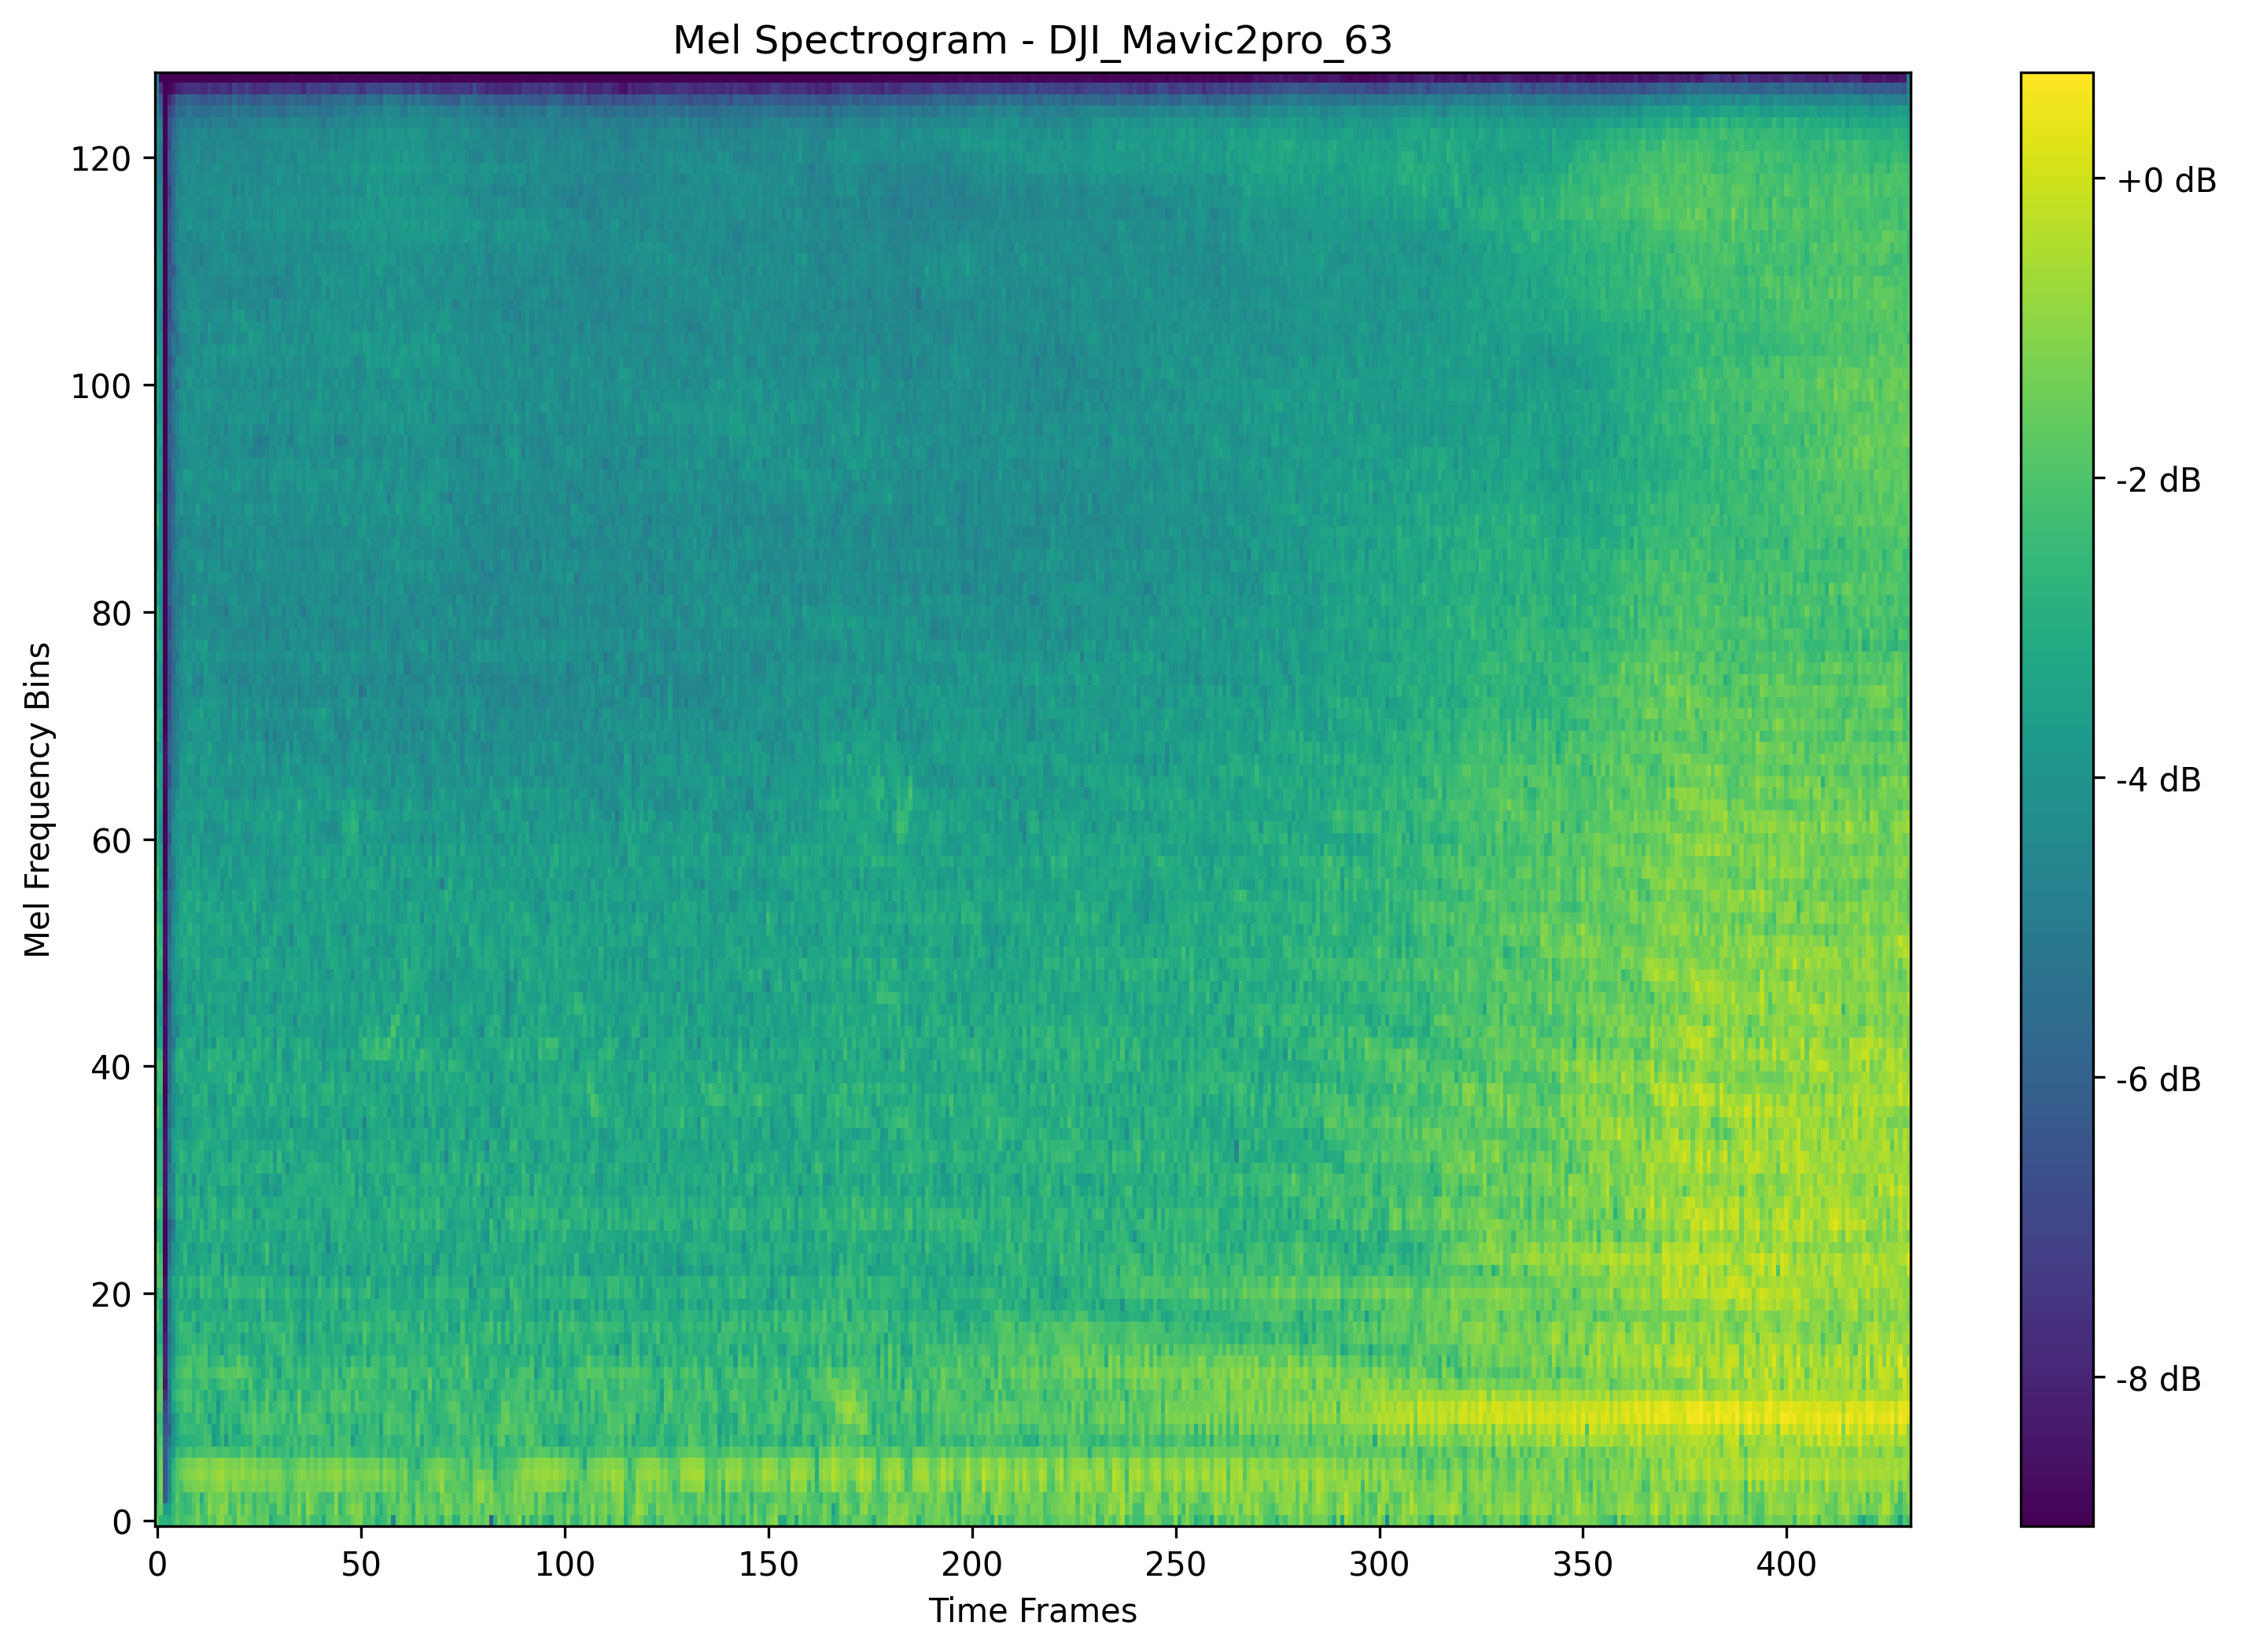 Mel Spectrogram - DJI_Mavic2pro_63
120
100
80
60
40
20
0
Mel Frequency Bins
0 50 100 150 200 250 300 350 400
Time Frames
+0 dB
-2 dB
-4 dB
-6 dB
-8 dB